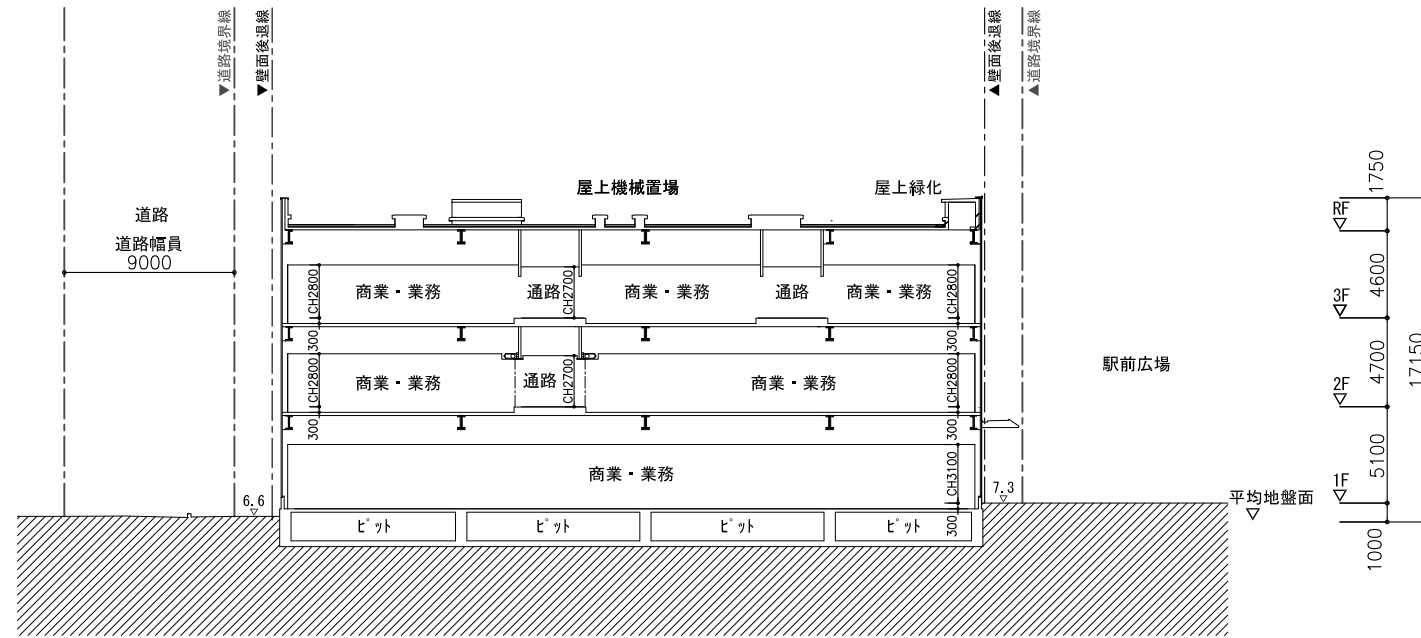 ▼道路境界線
▼壁面後退線
▼壁面後退線
▼道路境界線
屋上機械置場
屋上緑化
道路
道路幅員
9000
商業・業務
通路
商業・業務
通路
商業・業務
CH2800
CH2700
CH2800
300
300
商業・業務
通路
商業・業務
CH2800
CH2700
CH2800
300
300
商業・業務
CH3100
300
6.6
7.3
ピット
ピット
ピット
ピット
駅前広場
平均地盤面
RF
3F
2F
1F
1750
4600
4700
5100
1000
17150